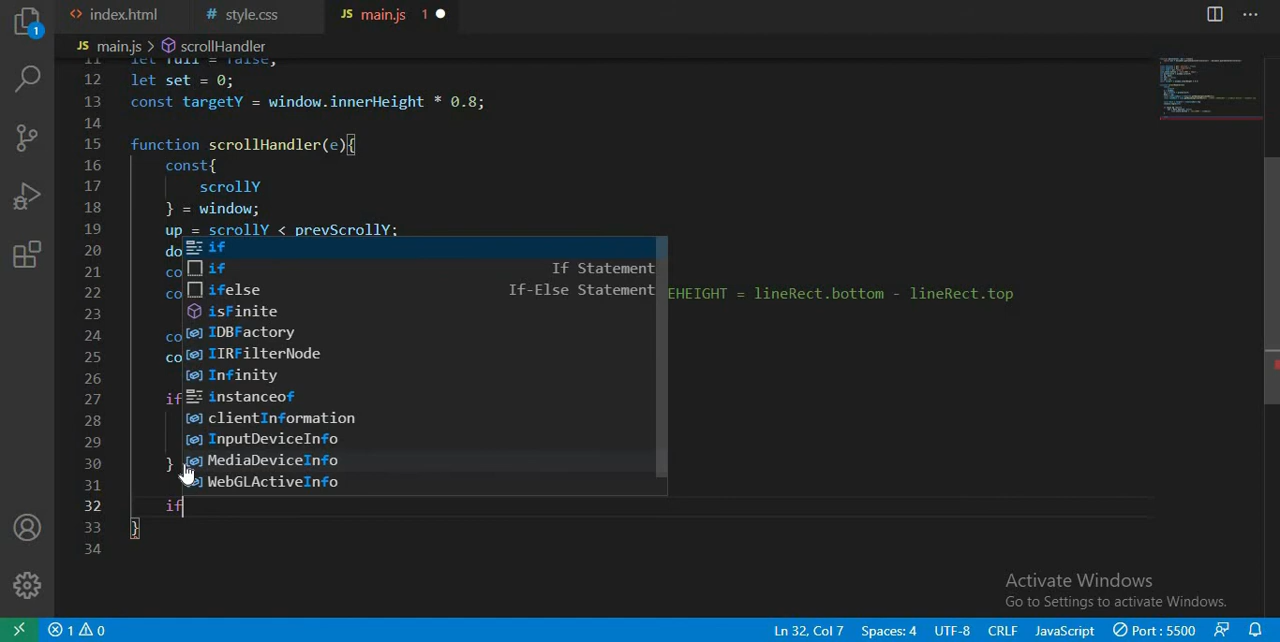 index.html
style.css
main.js 1
1
main.js > scrollHandler
11 let full = false;
12 let set = 0;
13 const targetY = window.innerHeight * 0.8;
14
15 function scrollHandler(e){
16 const{
17 scrollY
18 } = window;
19 up = scrollY < prevScrollY;
20 do
21 co
22 co EHEIGHT = lineRect.bottom - lineRect.top
23
24 co
25 co
26
27 if
28
29
30 }
31
32 if
33 }
34
if
if If Statement
ifelse If-Else Statement
isFinite
IDBFactory
IIRFilterNode
Infinity
instanceof
clientInformation
InputDeviceInfo
MediaDeviceInfo
WebGLActiveInfo
Activate Windows
Go to Settings to activate Windows.
1 0 Ln 32, Col 7 Spaces: 4 UTF-8 CRLF JavaScript Port : 5500